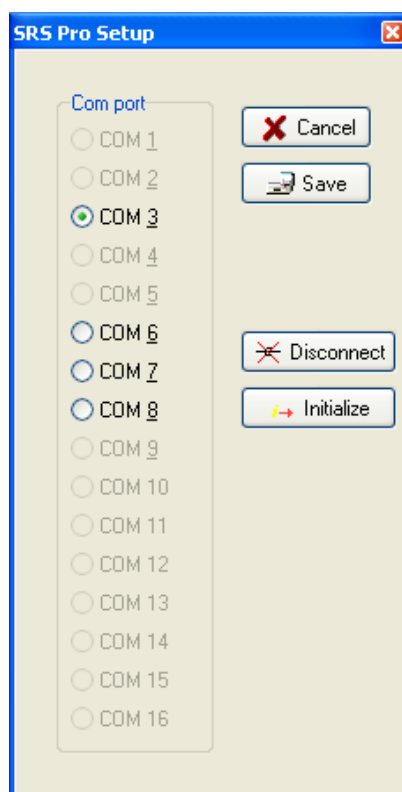 SRS Pro Setup
Com port
COM 1
COM 2
COM 3
COM 4
COM 5
COM 6
COM 7
COM 8
COM 9
COM 10
COM 11
COM 12
COM 13
COM 14
COM 15
COM 16
Cancel
Save
Disconnect
Initialize